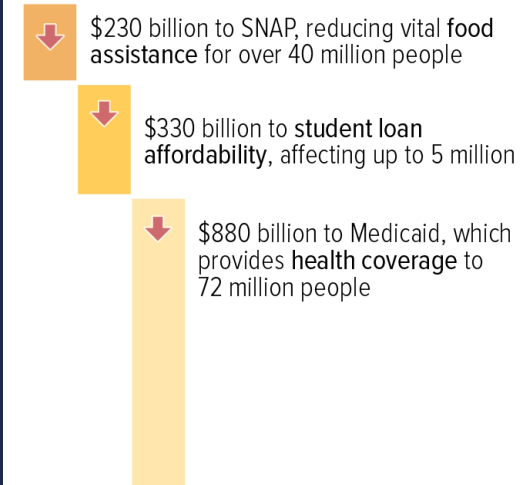 $230 billion to SNAP, reducing vital food
assistance for over 40 million people
$330 billion to student loan
affordability, affecting up to 5 million
$880 billion to Medicaid, which
provides health coverage to
72 million people